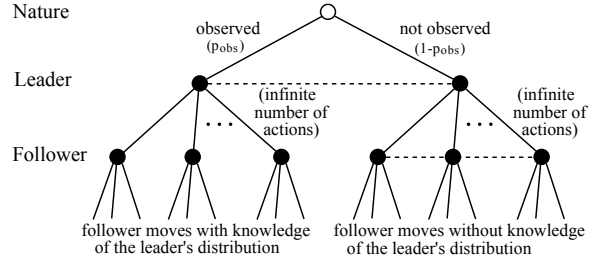 Nature
observed
(pobs)
not observed
(1-pobs)
Leader
(infinite
number of
actions)
(infinite
number of
actions)
Follower
follower moves with knowledge
of the leader's distribution
follower moves without knowledge
of the leader's distribution